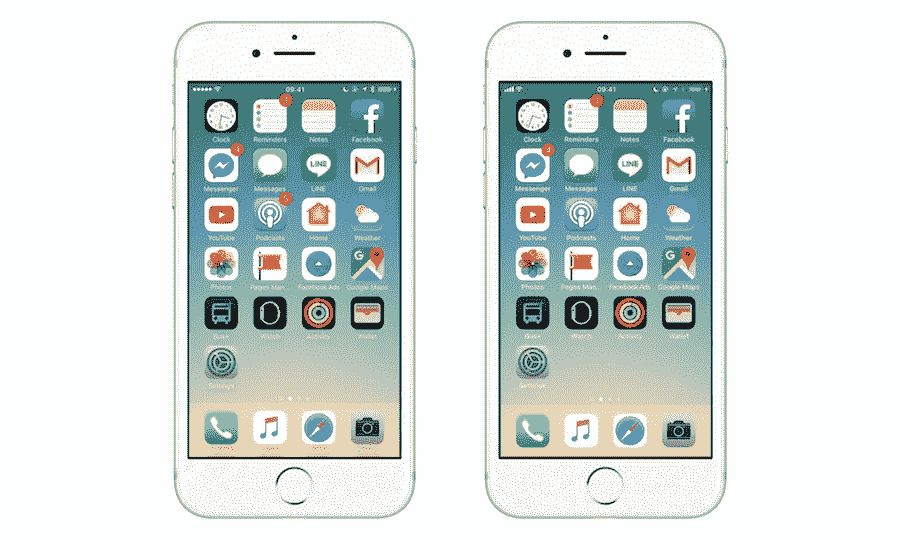 09:41
Clock Reminders Notes Facebook
Messenger Messages LINE Gmail
YouTube Podcasts Home Weather
Photos Pages Man... Facebook Ads Google Maps
Watch Activity Wallet
Settings
09:41
Clock Reminders Notes Facebook
Messenger Messages LINE Gmail
YouTube Podcasts Home Weather
Photos Pages Man... Facebook Ads Google Maps
Watch Activity Wallet
Settings